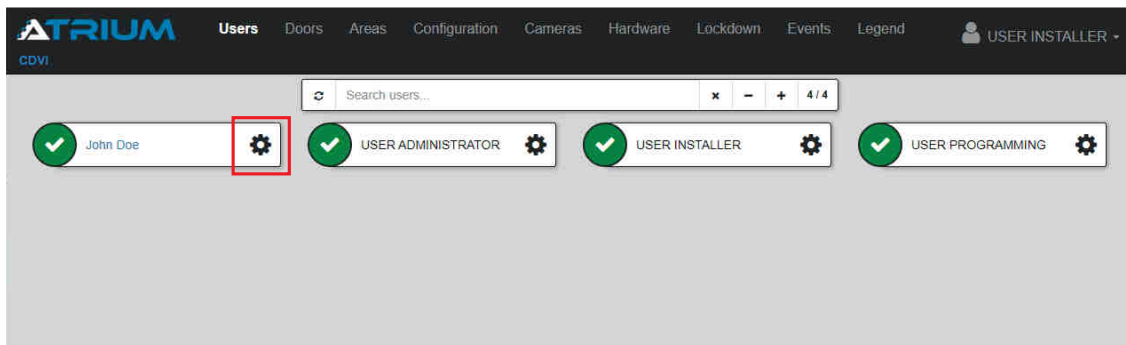 ATRIUM Users Doors Areas Configuration Cameras Hardware Lockdown Events Legend USER INSTALLER
CDVI
Search users... 4 / 4
John Doe USER ADMINISTRATOR USER INSTALLER USER PROGRAMMING